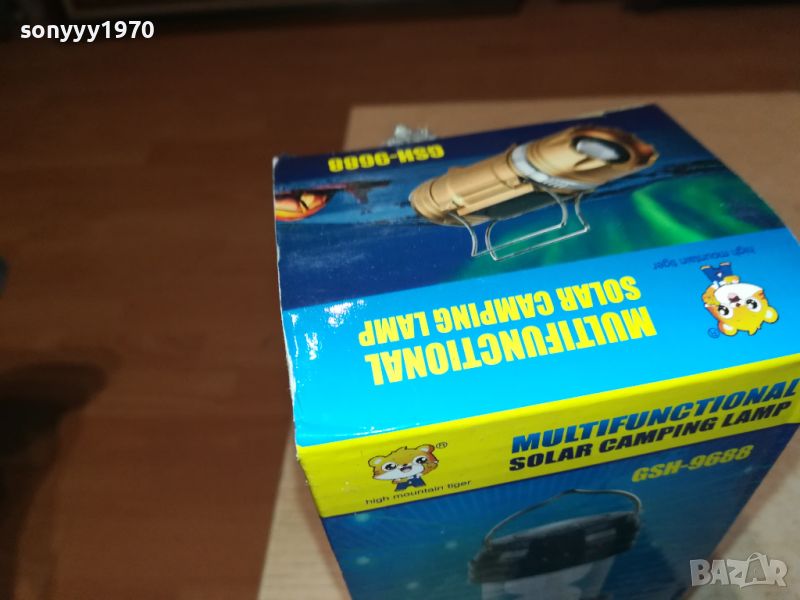 sonyyy1970
GSH-9688
high mountain tiger
MULTIFUNCTIONAL
SOLAR CAMPING LAMP
®
MULTIFUNCTIONAL
SOLAR CAMPING LAMP
GSH-9688
®
high mountain tiger
BAZAR